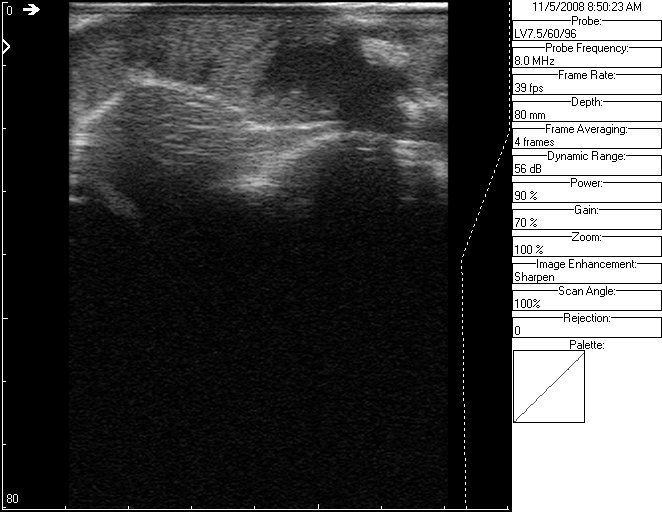 0
80
11/5/2008 8:50:23 AM
Probe:
LV7.5/60/96
Probe Frequency:
8.0 MHz
Frame Rate:
39 fps
Depth:
80 mm
Frame Averaging:
4 frames
Dynamic Range:
56 dB
Power:
90 %
Gain:
70 %
Zoom:
100 %
Image Enhancement:
Sharpen
Scan Angle:
100%
Rejection:
0
Palette: